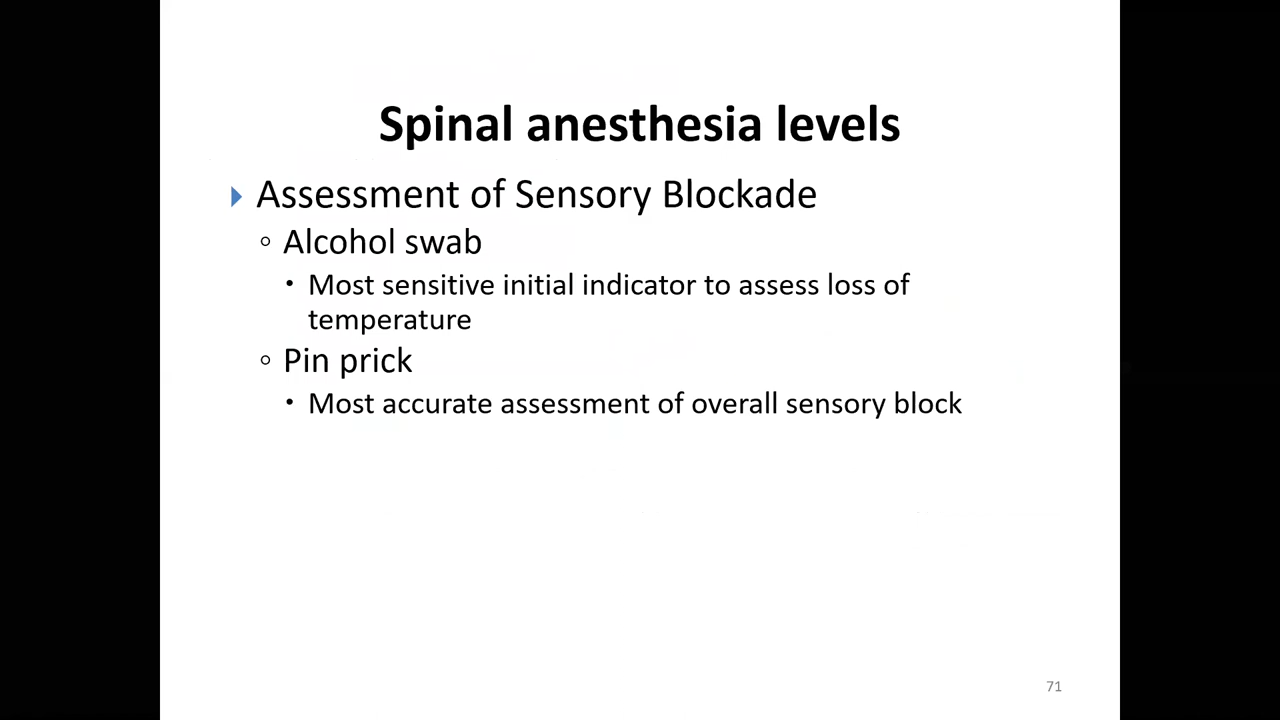 Spinal anesthesia levels
Assessment of Sensory Blockade
Alcohol swab
Most sensitive initial indicator to assess loss of
temperature
Pin prick
Most accurate assessment of overall sensory block
71